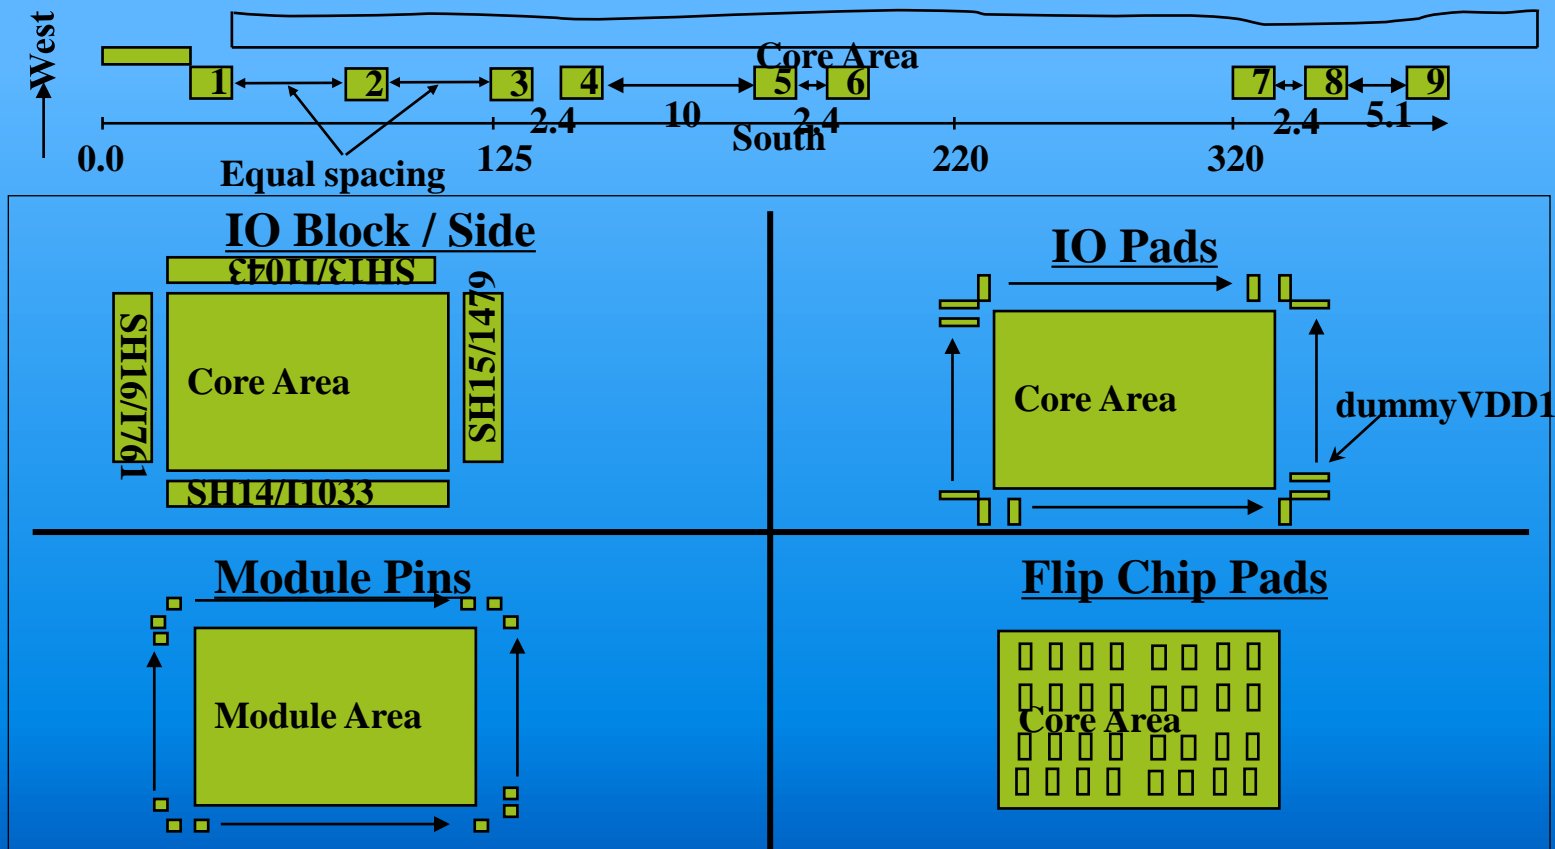 West
Core Area
1 2 3 4 5 6 7 8 9
2.4 10 2.4 2.4 5.1
South
0.0 125 220 320
Equal spacing
IO Block / Side
SH13/I1043
SH16/I761
Core Area
SH15/1479
SH14/I1033
IO Pads
Core Area
dummyVDD1
Module Pins
Module Area
Flip Chip Pads
Core Area